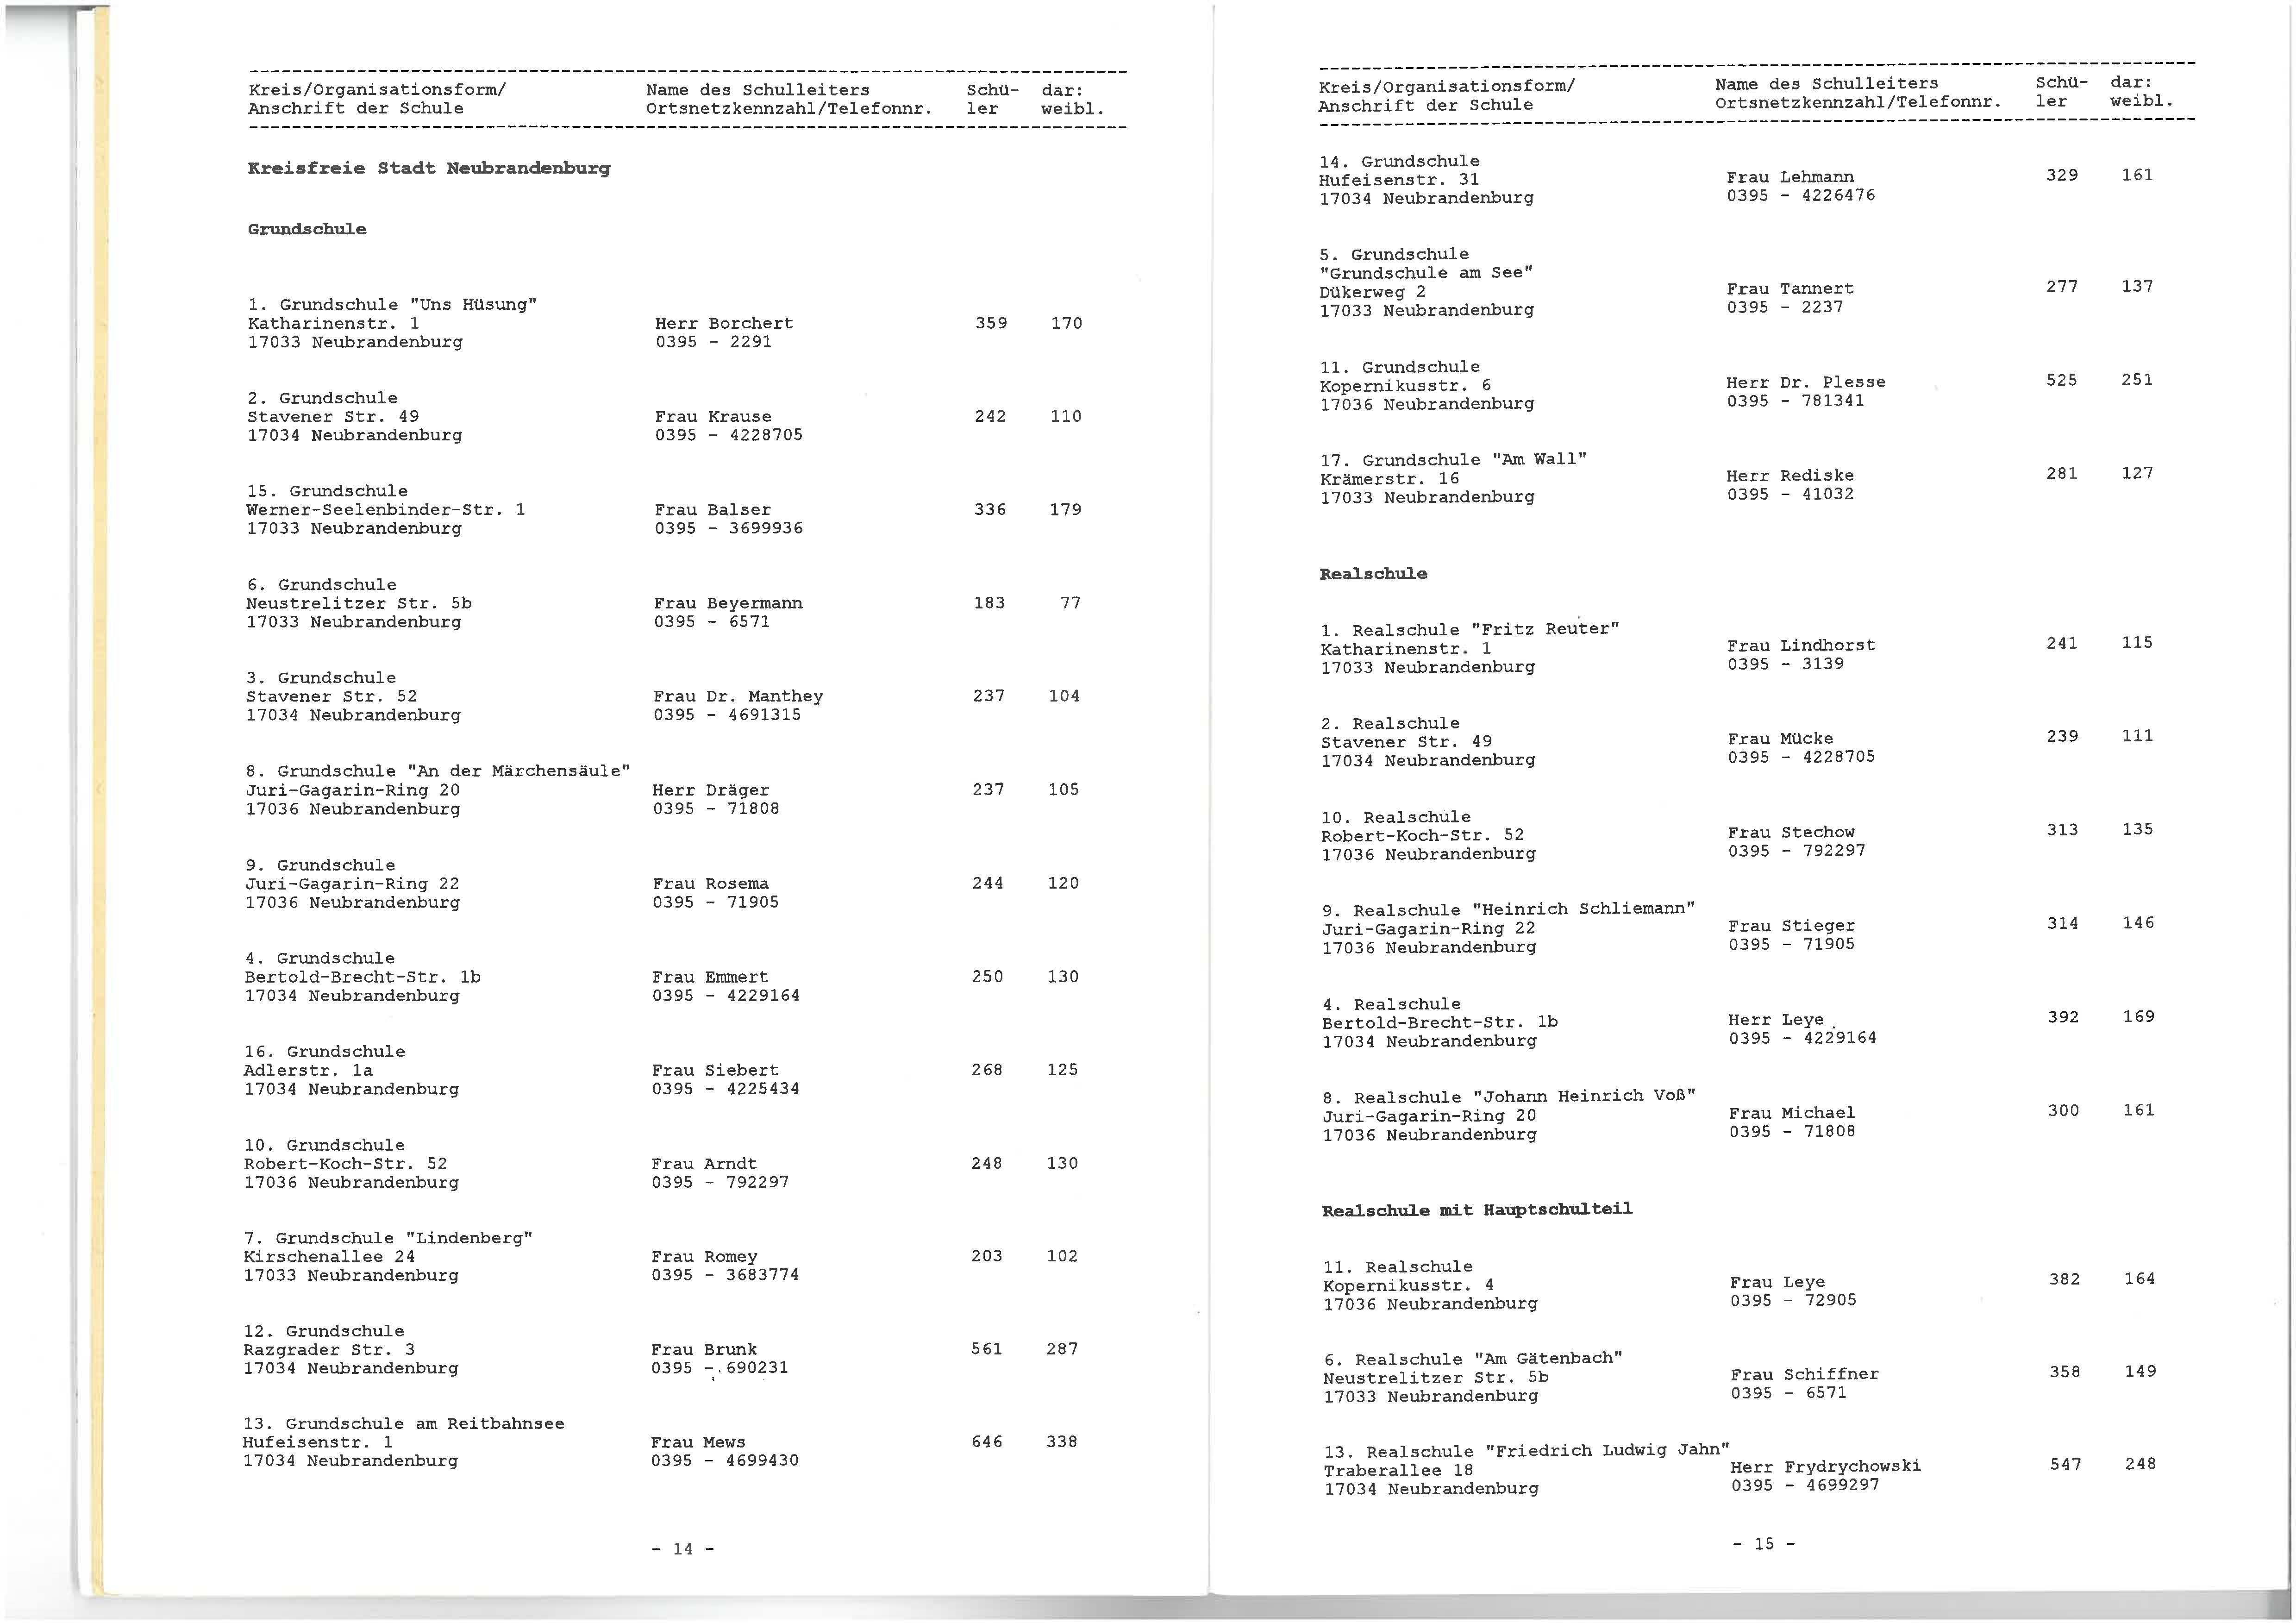 Kreis/Organisationsform/ Name des Schulleiters Schü- dar:
Anschrift der Schule Ortsnetzkennzahl/Telefonnr. ler weibl.
Kreisfreie Stadt Neubrandenburg
Grundschule
1. Grundschule "Uns Hüsung"
Katharinenstr. 1 Herr Borchert 359 170
17033 Neubrandenburg 0395 - 2291
2. Grundschule
Stavener Str. 49 Frau Krause 242 110
17034 Neubrandenburg 0395 - 4228705
15. Grundschule
Werner-Seelenbinder-Str. 1 Frau Balser 336 179
17033 Neubrandenburg 0395 - 3699936
6. Grundschule
Neustrelitzer Str. 5b Frau Beyermann 183 77
17033 Neubrandenburg 0395 - 6571
3. Grundschule
Stavener Str. 52 Frau Dr. Manthey 237 104
17034 Neubrandenburg 0395 - 4691315
8. Grundschule "An der Märchensäule"
Juri-Gagarin-Ring 20 Herr Dräger 237 105
17036 Neubrandenburg 0395 - 71808
9. Grundschule
Juri-Gagarin-Ring 22 Frau Rosema 244 120
17036 Neubrandenburg 0395 - 71905
4. Grundschule
Bertold-Brecht-Str. 1b Frau Emmert 250 130
17034 Neubrandenburg 0395 - 4229164
16. Grundschule
Adlerstr. 1a Frau Siebert 268 125
17034 Neubrandenburg 0395 - 4225434
10. Grundschule
Robert-Koch-Str. 52 Frau Arndt 248 130
17036 Neubrandenburg 0395 - 792297
7. Grundschule "Lindenberg"
Kirschenallee 24 Frau Romey 203 102
17033 Neubrandenburg 0395 - 3683774
12. Grundschule
Razgrader Str. 3 Frau Brunk 561 287
17034 Neubrandenburg 0395 - 690231
13. Grundschule am Reitbahnsee
Hufeisenstr. 1 Frau Mews 646 338
17034 Neubrandenburg 0395 - 4699430
- 14 -
Kreis/Organisationsform/ Name des Schulleiters Schü- dar:
Anschrift der Schule Ortsnetzkennzahl/Telefonnr. ler weibl.
14. Grundschule
Hufeisenstr. 31 Frau Lehmann 329 161
17034 Neubrandenburg 0395 - 4226476
5. Grundschule
"Grundschule am See"
Dükerweg 2 Frau Tannert 277 137
17033 Neubrandenburg 0395 - 2237
11. Grundschule
Kopernikusstr. 6 Herr Dr. Plesse 525 251
17036 Neubrandenburg 0395 - 781341
17. Grundschule "Am Wall"
Krämerstr. 16 Herr Rediske 281 127
17033 Neubrandenburg 0395 - 41032
Realschule
1. Realschule "Fritz Reuter"
Katharinenstr. 1 Frau Lindhorst 241 115
17033 Neubrandenburg 0395 - 3139
2. Realschule
Stavener Str. 49 Frau Mücke 239 111
17034 Neubrandenburg 0395 - 4228705
10. Realschule
Robert-Koch-Str. 52 Frau Stechow 313 135
17036 Neubrandenburg 0395 - 792297
9. Realschule "Heinrich Schliemann"
Juri-Gagarin-Ring 22 Frau Stieger 314 146
17036 Neubrandenburg 0395 - 71905
4. Realschule
Bertold-Brecht-Str. 1b Herr Leye 392 169
17034 Neubrandenburg 0395 - 4229164
8. Realschule "Johann Heinrich Voß"
Juri-Gagarin-Ring 20 Frau Michael 300 161
17036 Neubrandenburg 0395 - 71808
Realschule mit Hauptschulteil
11. Realschule
Kopernikusstr. 4 Frau Leye 382 164
17036 Neubrandenburg 0395 - 72905
6. Realschule "Am Gätenbach"
Neustrelitzer Str. 5b Frau Schiffner 358 149
17033 Neubrandenburg 0395 - 6571
13. Realschule "Friedrich Ludwig Jahn"
Traberallee 18 Herr Frydrychowski 547 248
17034 Neubrandenburg 0395 - 4699297
- 15 -